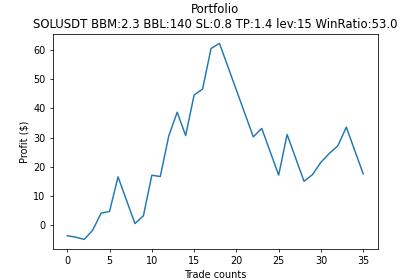 Portfolio
SOLUSDT BBM:2.3 BBL:140 SL:0.8 TP:1.4 lev:15 WinRatio:53.0
60
50
40
30
20
10
0
Profit ($)
0 5 10 15 20 25 30 35
Trade counts